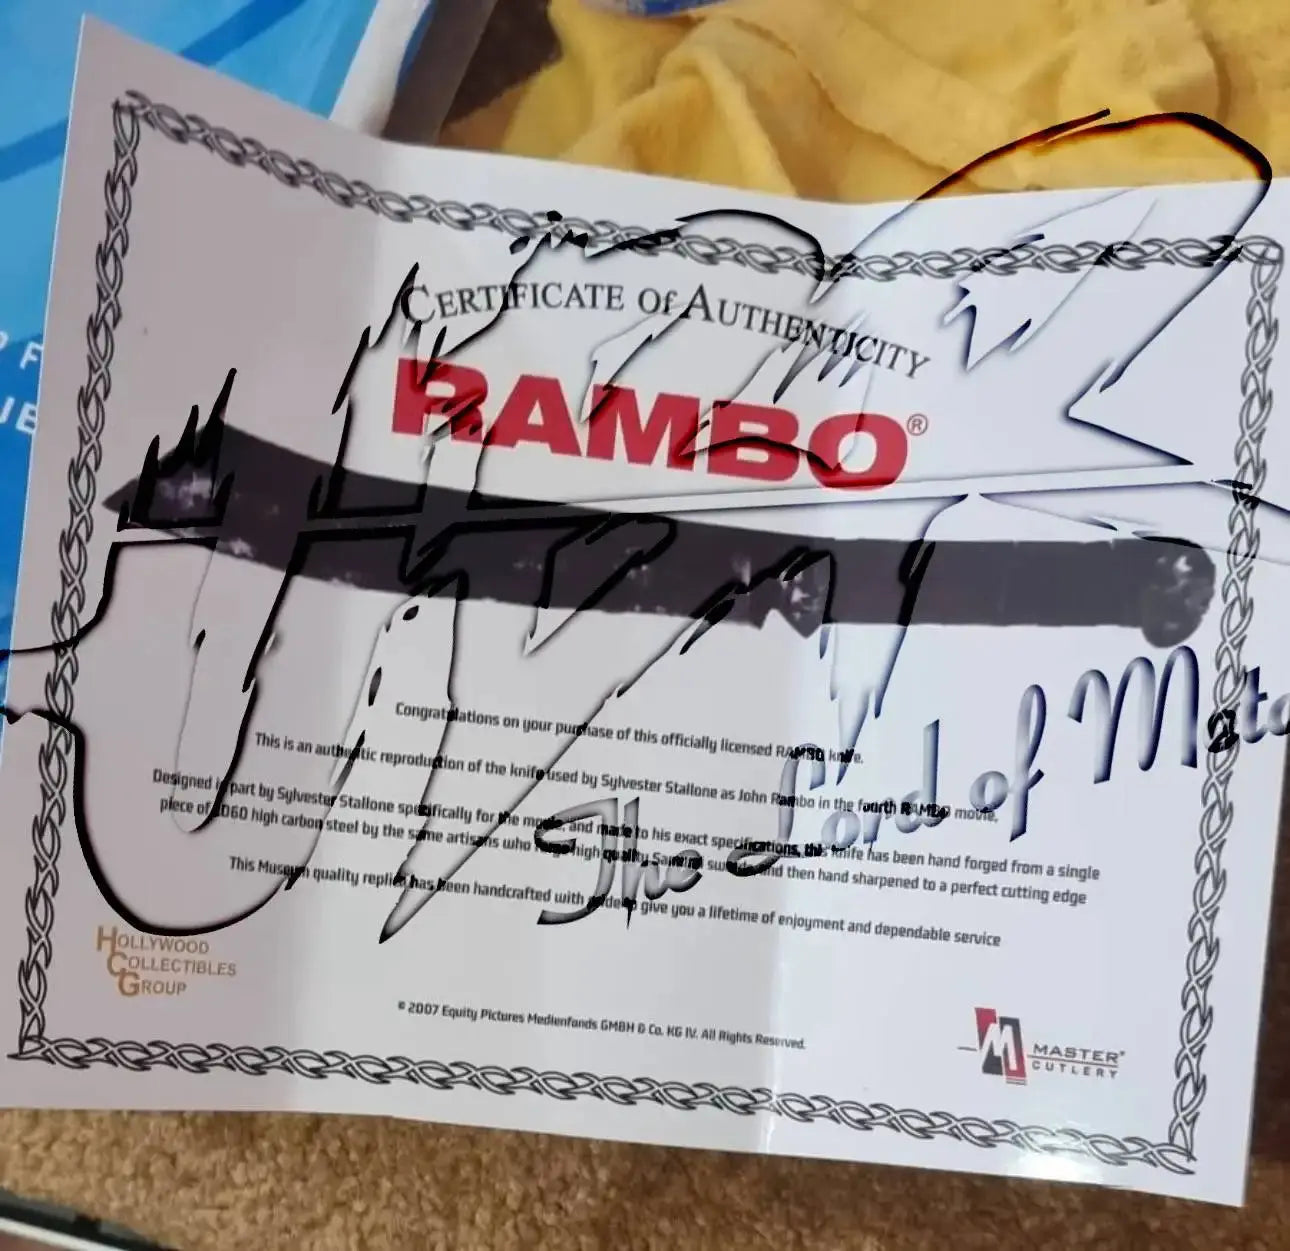 CERTIFICATE OF AUTHENTICITY
RAMBO®
Congratulations on your purchase of this officially licensed RAMBO knife.
This is an authentic reproduction of the knife used by Sylvester Stallone as John Rambo in the fourth RAMBO movie.
Designed in part by Sylvester Stallone specifically for the movie, and made to his exact specifications, this knife has been hand forged from a single
piece of 1060 high carbon steel by the same artisans who forge high quality Samurai swords and then hand sharpened to a perfect cutting edge
This Museum quality replica has been handcrafted with pride to give you a lifetime of enjoyment and dependable service
The Lord of
HOLLYWOOD
COLLECTIBLES
GROUP
© 2007 Equity Pictures Medienfonds GMBH & Co. KG IV. All Rights Reserved.
MASTER
CUTLERY